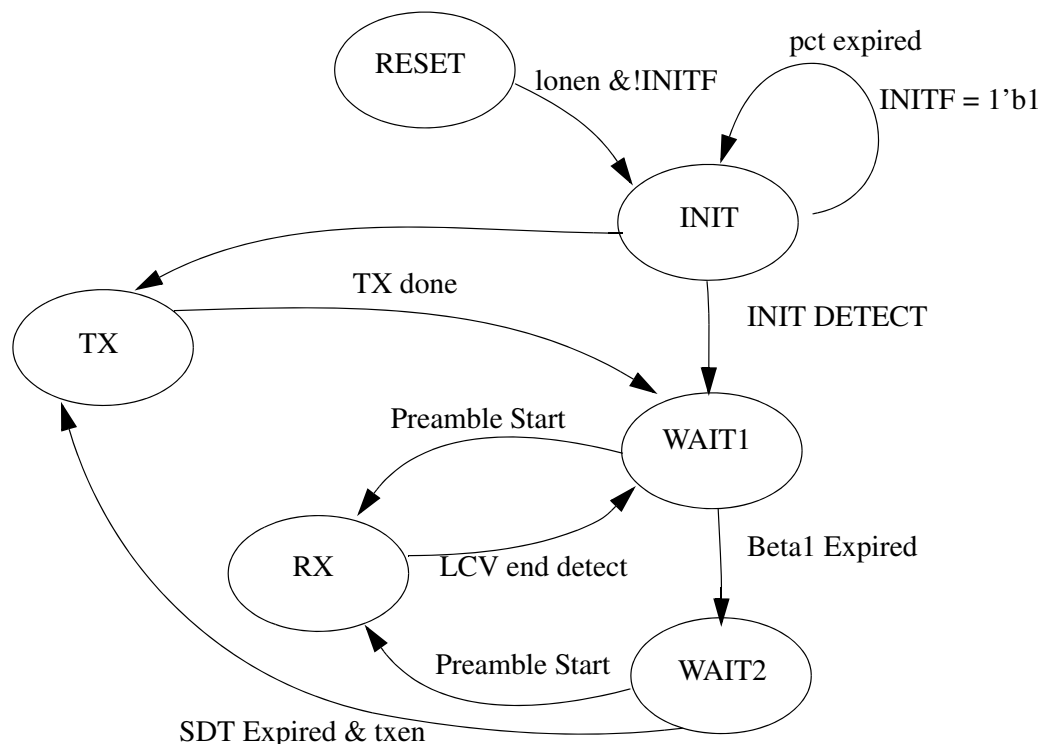 pct expired
RESET
lonen &!INITF
INITF = 1’b1
INIT
TX done
INIT DETECT
TX
Preamble Start
WAIT1
Beta1 Expired
RX
LCV end detect
Preamble Start
WAIT2
SDT Expired & txen